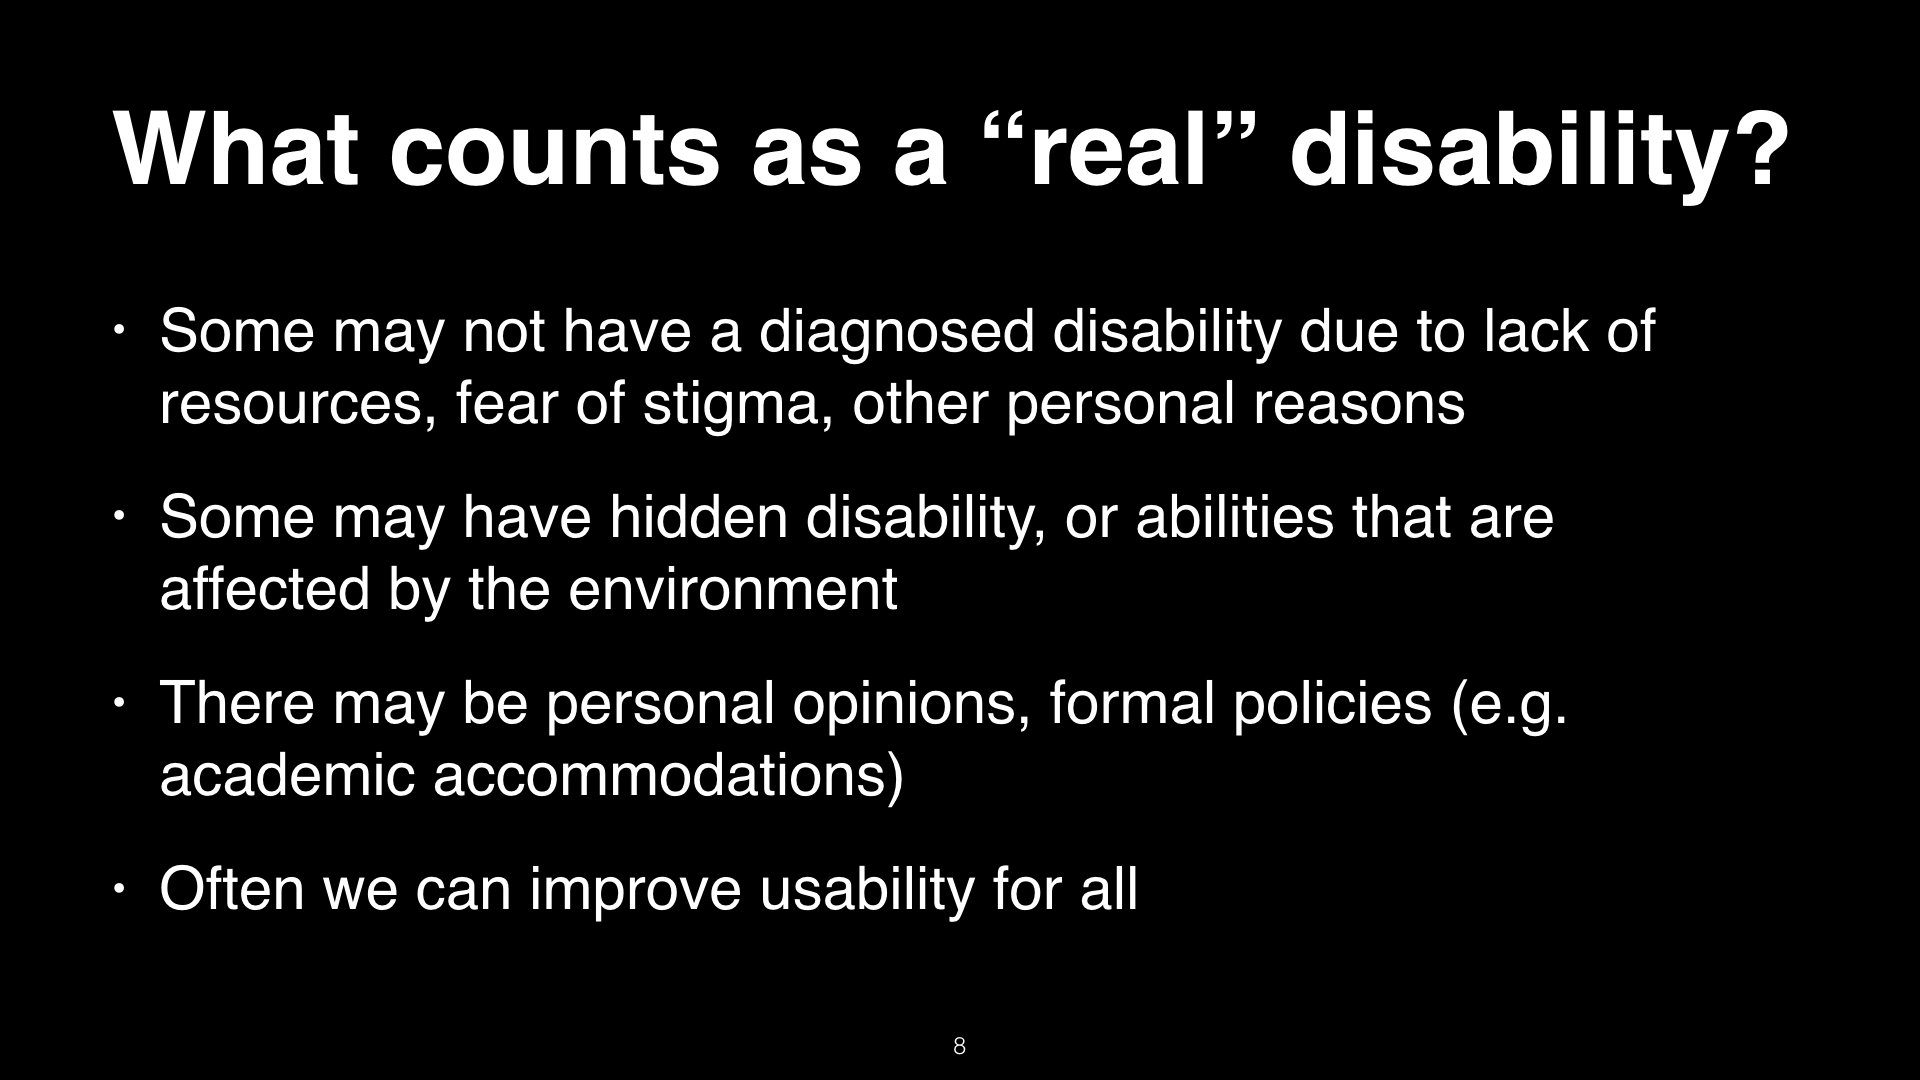 What counts as a “real” disability?
• Some may not have a diagnosed disability due to lack of
resources, fear of stigma, other personal reasons
• Some may have hidden disability, or abilities that are
affected by the environment
• There may be personal opinions, formal policies (e.g.
academic accommodations)
• Often we can improve usability for all
8